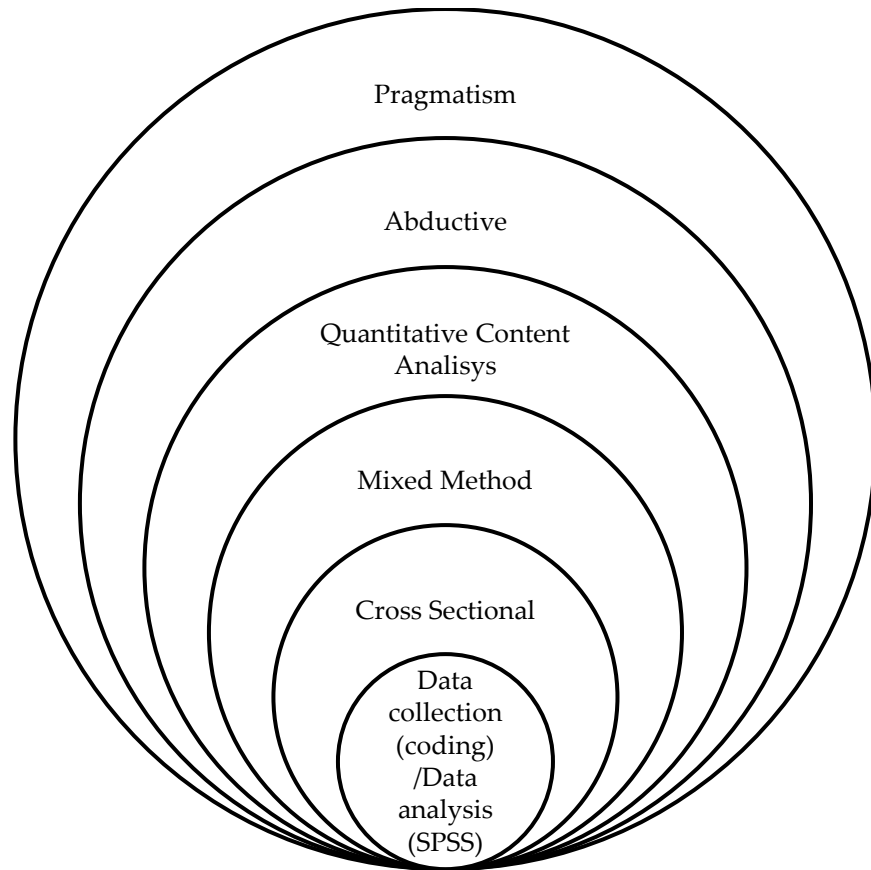 Pragmatism
Abductive
Quantitative Content
Analisys
Mixed Method
Cross Sectional
Data
collection
(coding)
/Data
analysis
(SPSS)